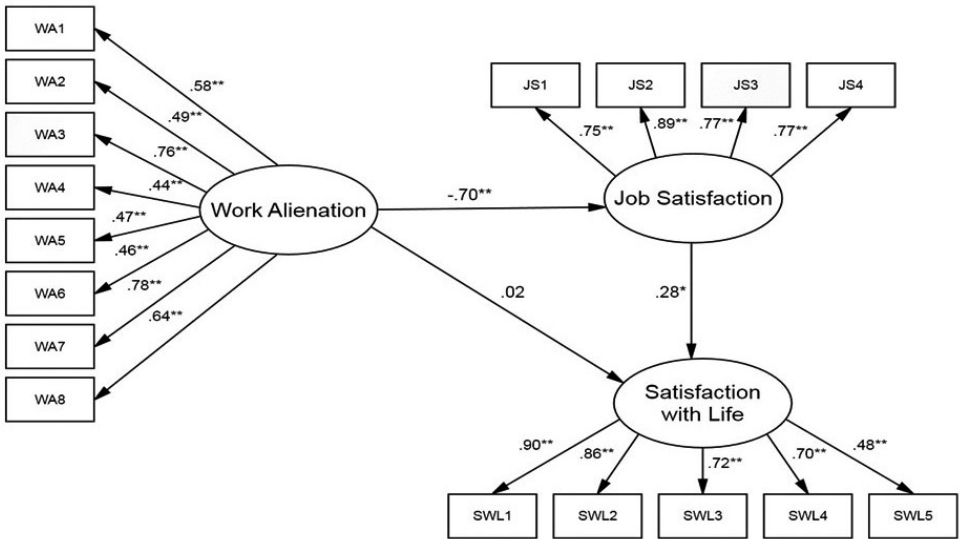 WA1
WA2
WA3
WA4
WA5
WA6
WA7
WA8
.58**
.49**
.76**
.44**
.47**
.46**
.78**
.64**
Work Alienation
-.70**
.02
JS1
JS2
JS3
JS4
.75**
.89**
.77**
.77**
Job Satisfaction
.28*
Satisfaction
with Life
.90**
.86**
.72**
.70**
.48**
SWL1
SWL2
SWL3
SWL4
SWL5